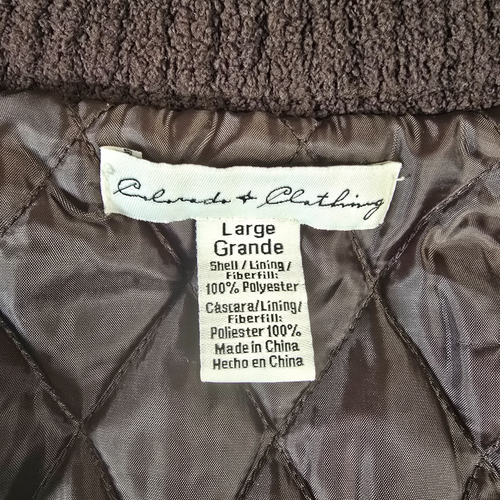 Colorado + Clothing
Large
Grande
Shell / Lining /
Fiberfill:
100% Polyester
Cáscara/Lining/
Fiberfill:
Poliester 100%
Made in China
Hecho en China